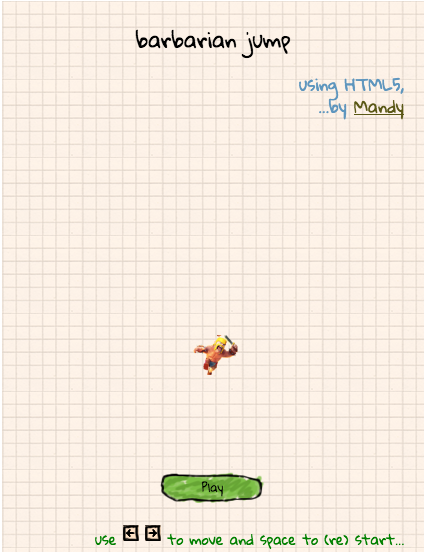 barbarian jump
using HTML5,
...by Mandy
Play
use ← → to move and space to (re) start...